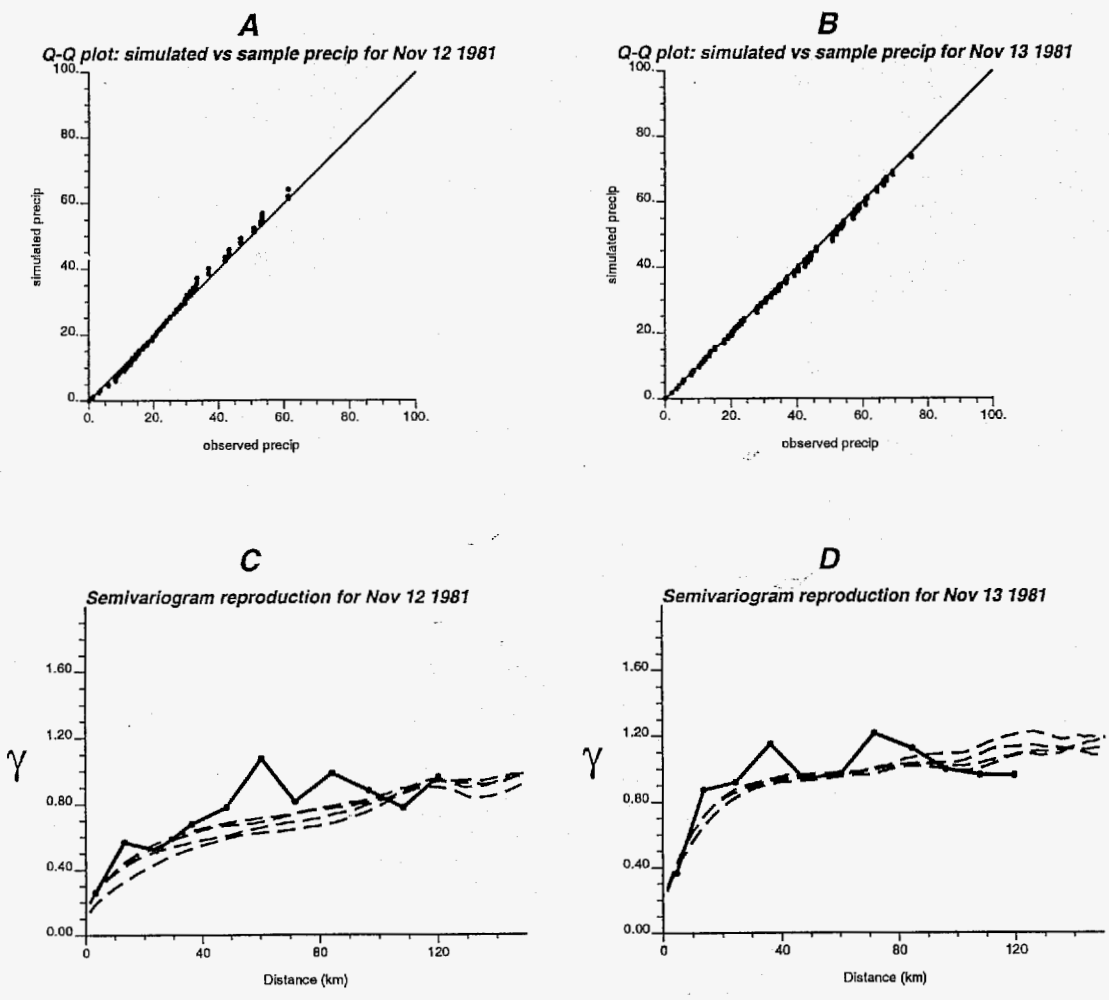 A
Q-Q plot: simulated vs sample precip for Nov 12 1981
100.
80.
60.
40.
20.
0.
simulated precip
0. 20. 40. 60. 80. 100.
observed precip
B
Q-Q plot: simulated vs sample precip for Nov 13 1981
100.
80.
60.
40.
20.
0.
simulated precip
0. 20. 40. 60. 80. 100.
observed precip
C
Semivariogram reproduction for Nov 12 1981
1.60
1.20
0.80
0.40
0.00
γ
0 40 80 120
Distance (km)
D
Semivariogram reproduction for Nov 13 1981
1.60
1.20
0.80
0.40
0.00
γ
0 40 80 120
Distance (km)